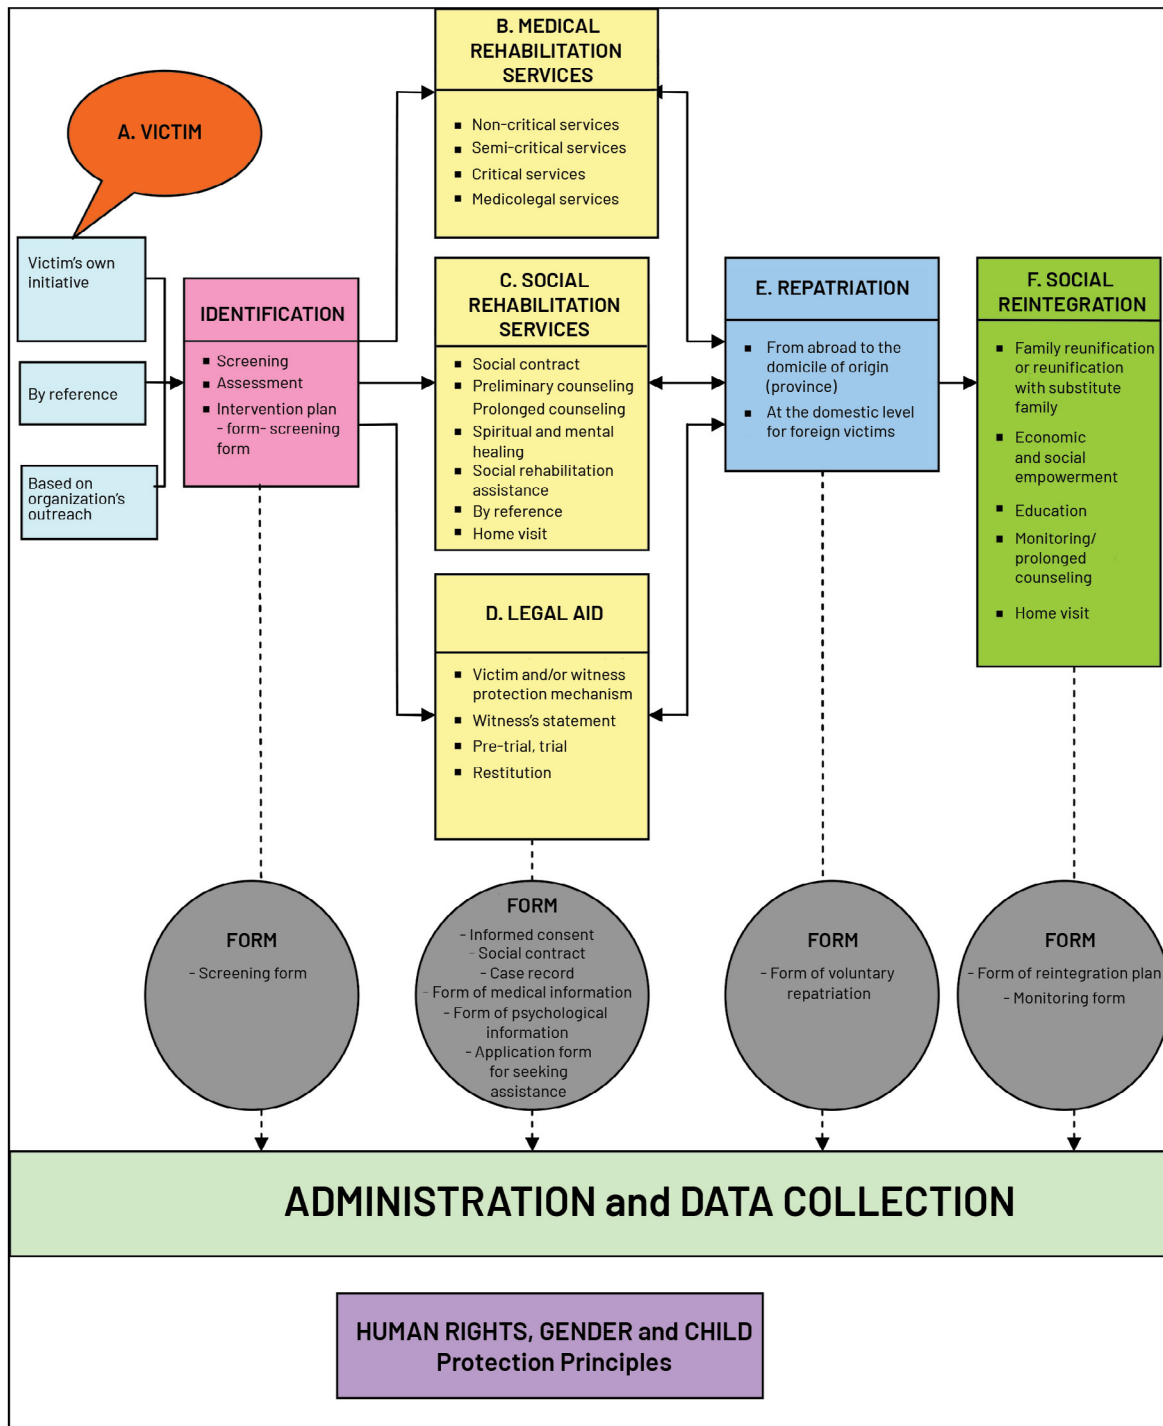 A. VICTIM
Victim's own
initiative
By reference
Based on
organization's
outreach
IDENTIFICATION
▪ Screening
▪ Assessment
▪ Intervention plan
- form- screening
form
B. MEDICAL
REHABILITATION
SERVICES
▪ Non-critical services
▪ Semi-critical services
▪ Critical services
▪ Medicolegal services
C. SOCIAL
REHABILITATION
SERVICES
▪ Social contract
▪ Preliminary counseling
Prolonged counseling
▪ Spiritual and mental
healing
▪ Social rehabilitation
assistance
▪ By reference
▪ Home visit
D. LEGAL AID
▪ Victim and/or witness
protection mechanism
▪ Witness's statement
▪ Pre-trial, trial
▪ Restitution
E. REPATRIATION
▪ From abroad to the
domicile of origin
(province)
▪ At the domestic level
for foreign victims
F. SOCIAL
REINTEGRATION
▪ Family reunification
or reunification
with substitute
family
▪ Economic
and social
empowerment
▪ Education
▪ Monitoring/
prolonged
counseling
▪ Home visit
FORM
- Screening form
FORM
- Informed consent
- Social contract
- Case record
- Form of medical information
- Form of psychological
information
- Application form
for seeking
assistance
FORM
- Form of voluntary
repatriation
FORM
- Form of reintegration plan
- Monitoring form
ADMINISTRATION and DATA COLLECTION
HUMAN RIGHTS, GENDER and CHILD
Protection Principles